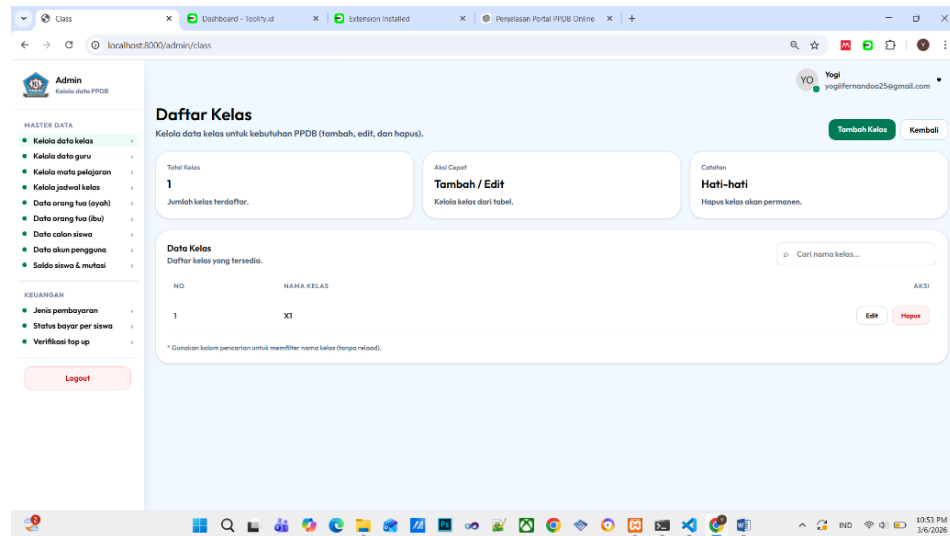 Class
Dashboard - Toolify.id
Extension Installed
Penjelasan Portal PPDB Online
localhost:8000/admin/class
Admin
Kelola data PPDB
YO
Yogi
yogiifernandoo25@gmail.com
MASTER DATA
Kelola data kelas
Kelola data guru
Kelola mata pelajaran
Kelola jadwal kelas
Data orang tua (ayah)
Data orang tua (ibu)
Data calon siswa
Data akun pengguna
Saldo siswa & mutasi
KEUANGAN
Jenis pembayaran
Status bayar per siswa
Verifikasi top up
Logout
Daftar Kelas
Kelola data kelas untuk kebutuhan PPDB (tambah, edit, dan hapus).
Tambah Kelas
Kembali
Total Kelas
1
Jumlah kelas terdaftar.
Aksi Cepat
Tambah / Edit
Kelola kelas dari tabel.
Catatan
Hati-hati
Hapus kelas akan permanen.
Data Kelas
Daftar kelas yang tersedia.
Cari nama kelas...
NO NAMA KELAS AKSI
1 X1 Edit Hapus
* Gunakan kolom pencarian untuk memfilter nama kelas (tanpa reload).
2
IND
10:53 PM
3/6/2026